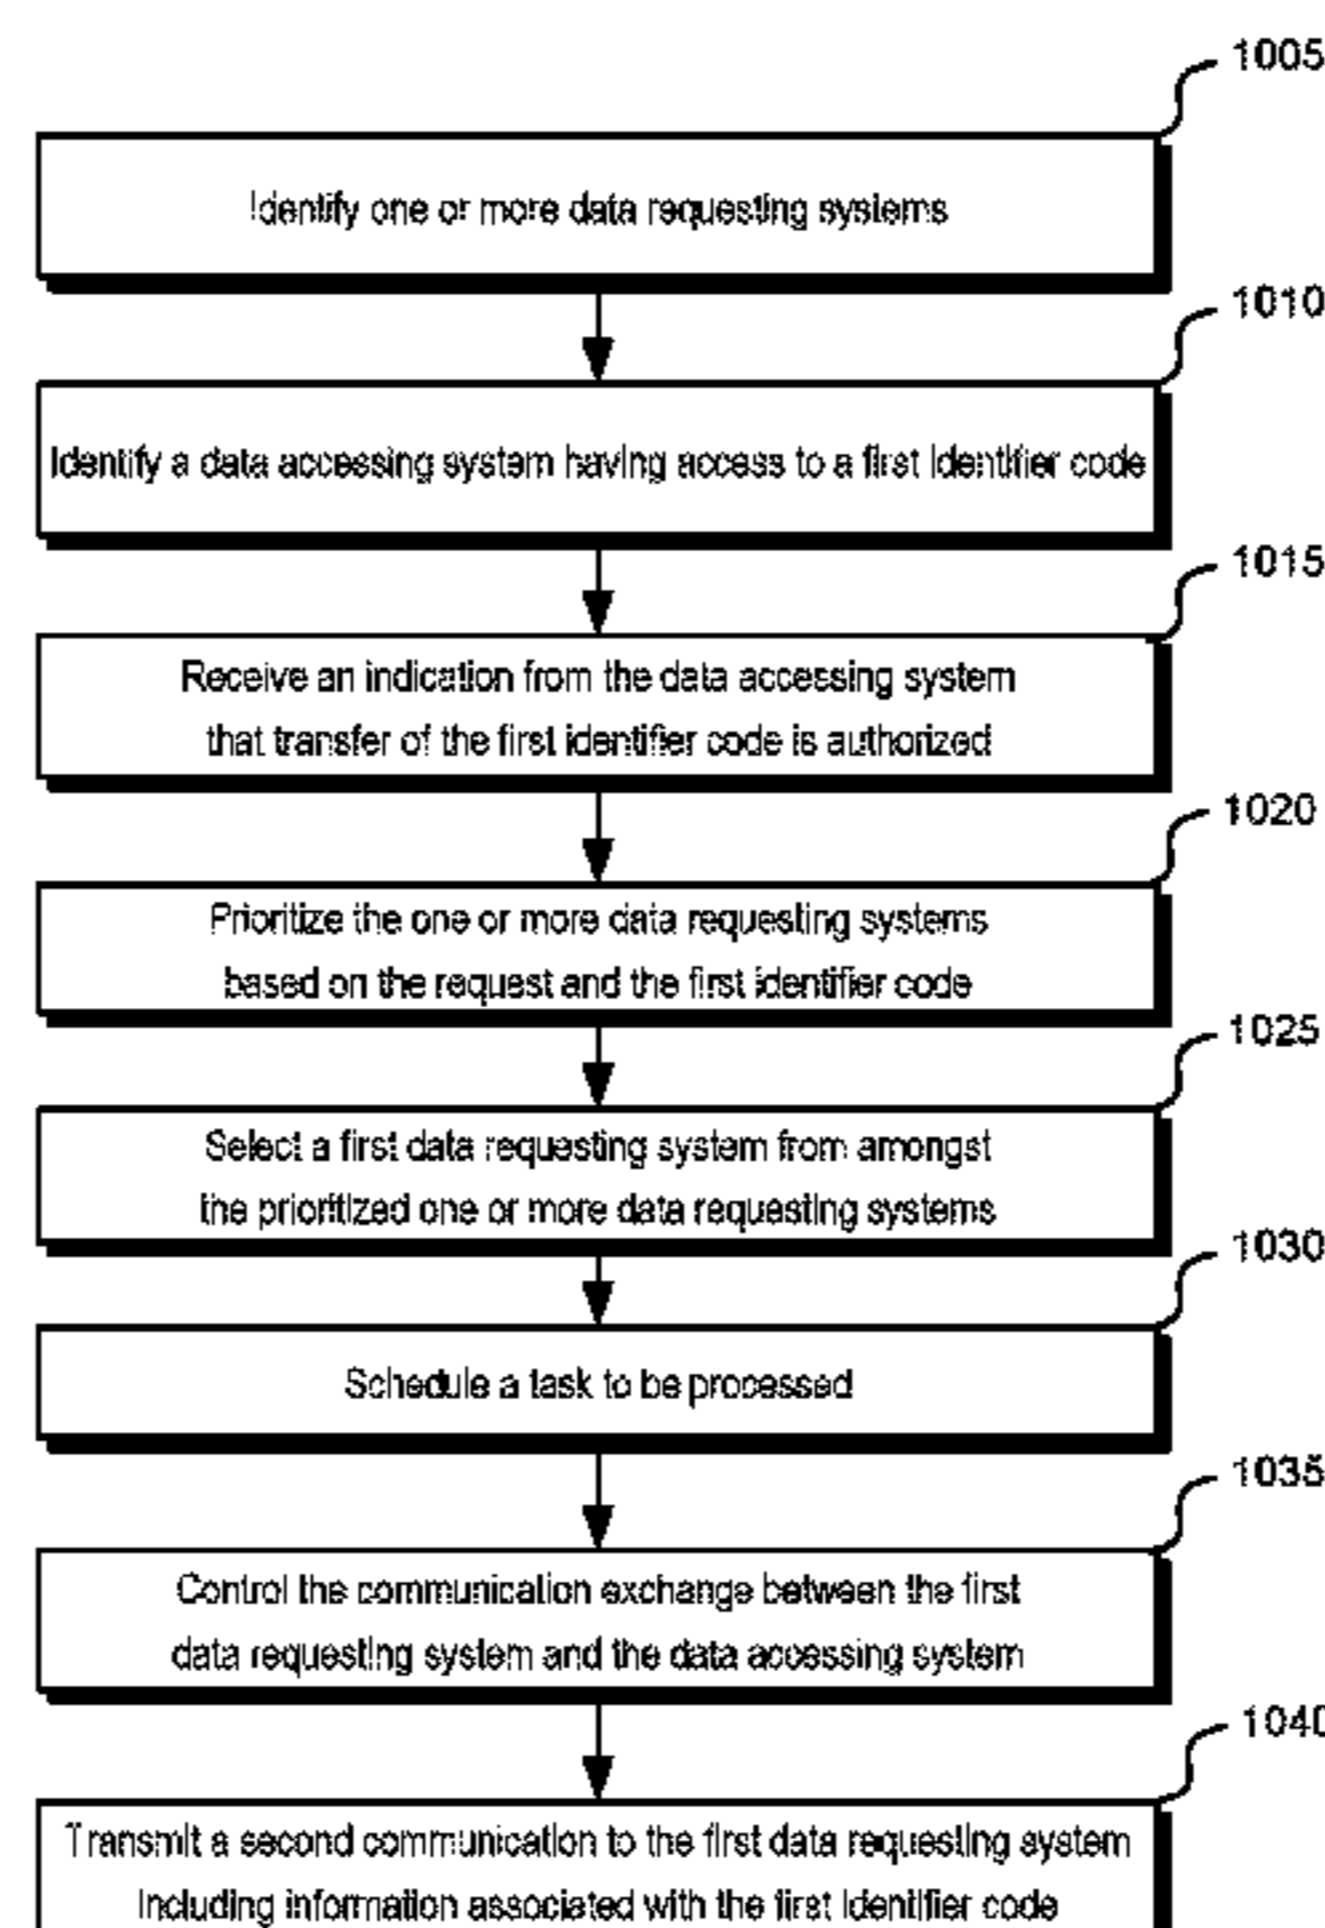 1005
Identify one or more data requesting systems
1010
Identify a data accessing system having access to a first identifier code
1015
Receive an indication from the data accessing system
that transfer of the first identifier code is authorized
1020
Prioritize the one or more data requesting systems
based on the request and the first identifier code
1025
Select a first data requesting system from amongst
the prioritized one or more data requesting systems
1030
Schedule a task to be processed
1035
Control the communication exchange between the first
data requesting system and the data accessing system
1040
Transmit a second communication to the first data requesting system
Including information associated with the first identifier code